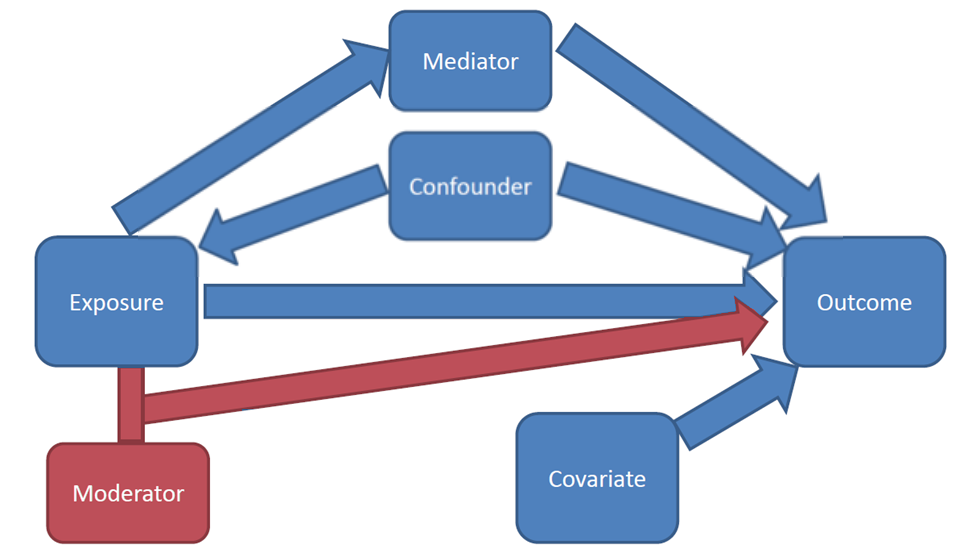 Mediator
Confounder
Exposure
Outcome
Covariate
Moderator